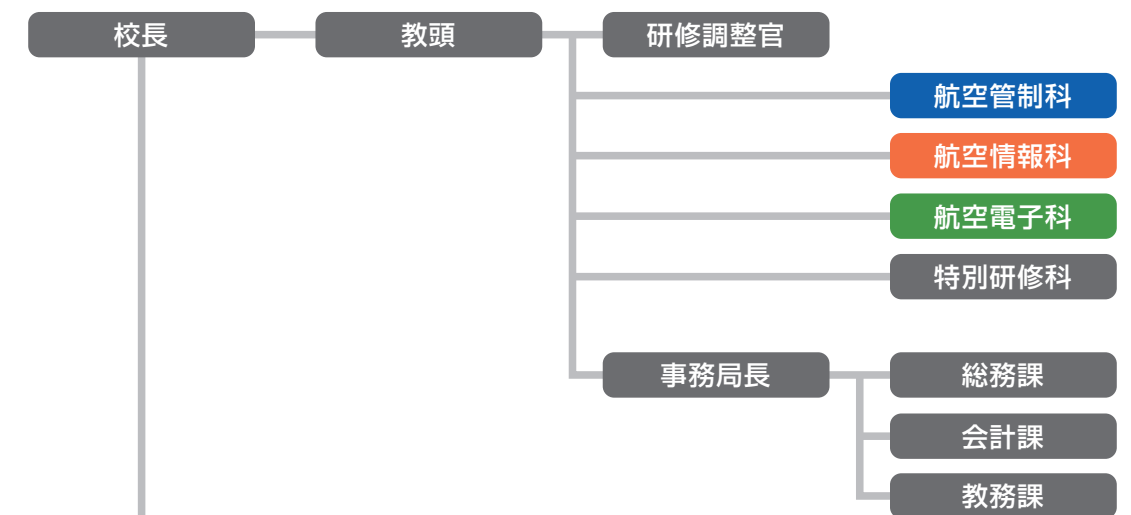 校長
教頭
研修調整官
航空管制科
航空情報科
航空電子科
特別研修科
事務局長
総務課
会計課
教務課